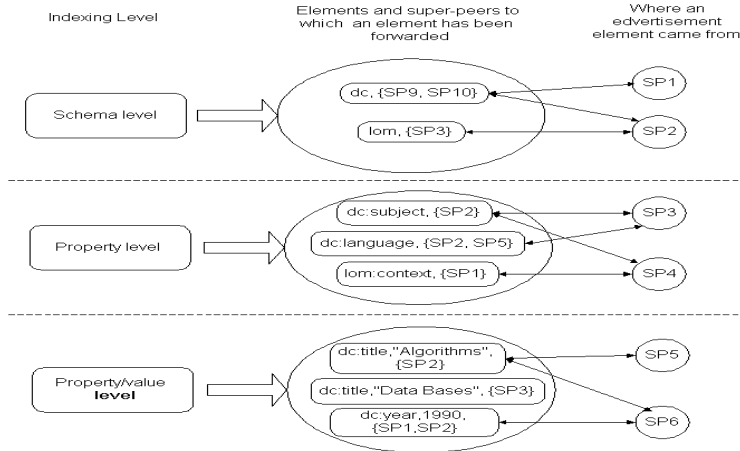 Indexing Level
Elements and super-peers to
which an element has been
forwarded
Where an
edvertisement
element came from
Schema level
dc, {SP9, SP10}
lom, {SP3}
SP1
SP2
Property level
dc:subject, {SP2}
dc:language, {SP2, SP5}
lom:context, {SP1}
SP3
SP4
Property/value
level
dc:title,"Algorithms",
{SP2}
dc:title,"Data Bases", {SP3}
dc:year,1990,
{SP1,SP2}
SP5
SP6